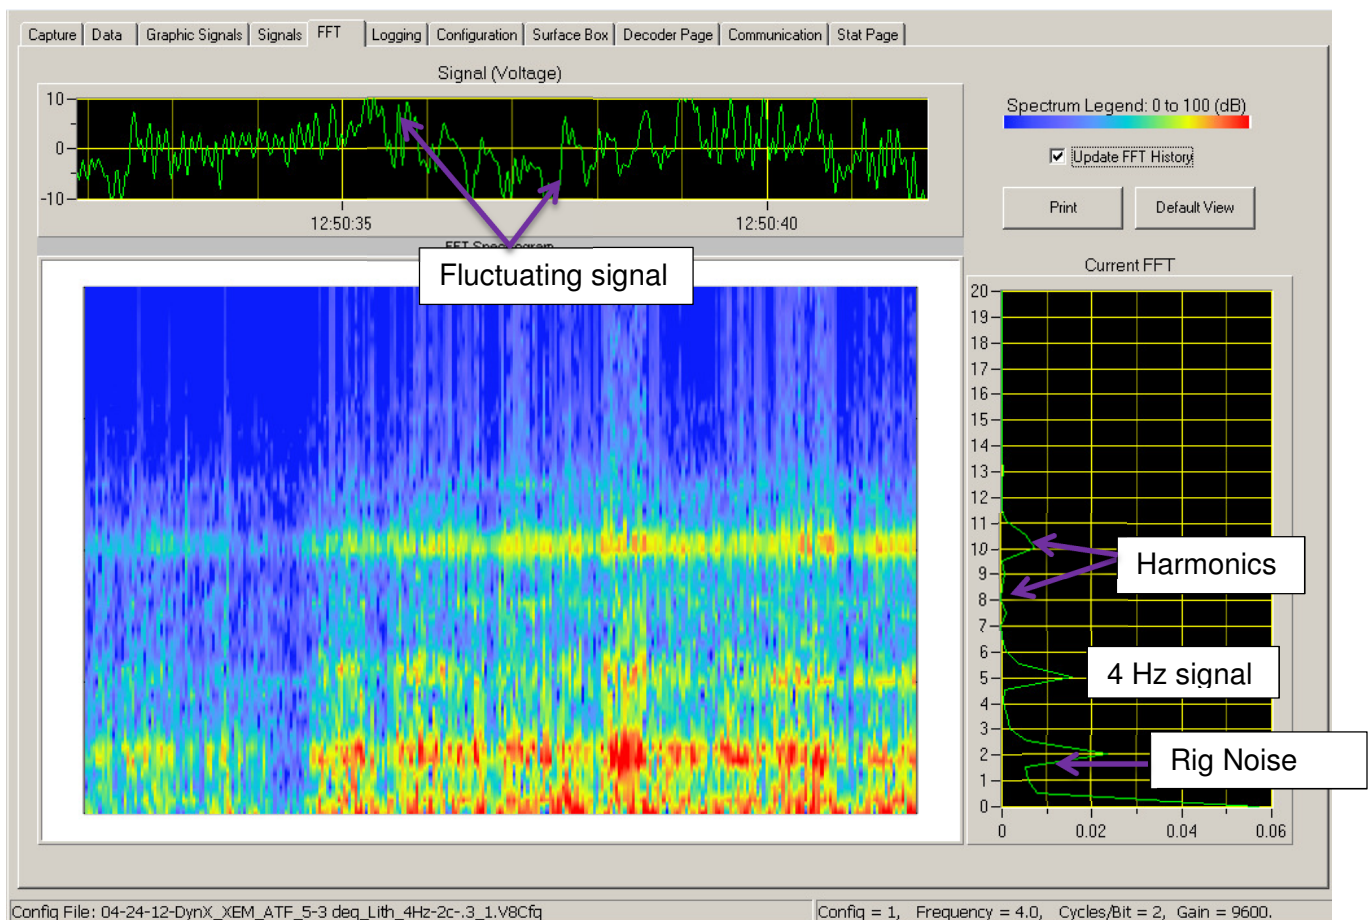 Capture Data Graphic Signals Signals FFT Logging Configuration Surface Box Decoder Page Communication Stat Page
Signal (Voltage)
10
0
-10
12:50:35 12:50:40
Spectrum Legend: 0 to 100 (dB)
Update FFT History
Print Default View
FFT Spectrogram
Fluctuating signal
Current FFT
20
19
18
17
16
15
14
13
12
11
10
9
8
7
6
5
4
3
2
1
0
0 0.02 0.04 0.06
Harmonics
4 Hz signal
Rig Noise
Config File: 04-24-12-DynX_XEM_ATF_5-3 deg_Lith_4Hz-2c-.3_1.V8Cfg
Config = 1, Frequency = 4.0, Cycles/Bit = 2, Gain = 9600.